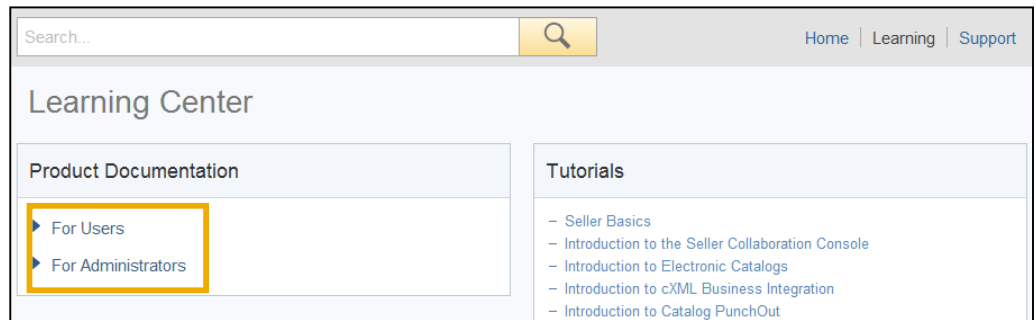 Search...
Home | Learning | Support
Learning Center
Product Documentation
For Users
For Administrators
Tutorials
– Seller Basics
– Introduction to the Seller Collaboration Console
– Introduction to Electronic Catalogs
– Introduction to cXML Business Integration
– Introduction to Catalog PunchOut